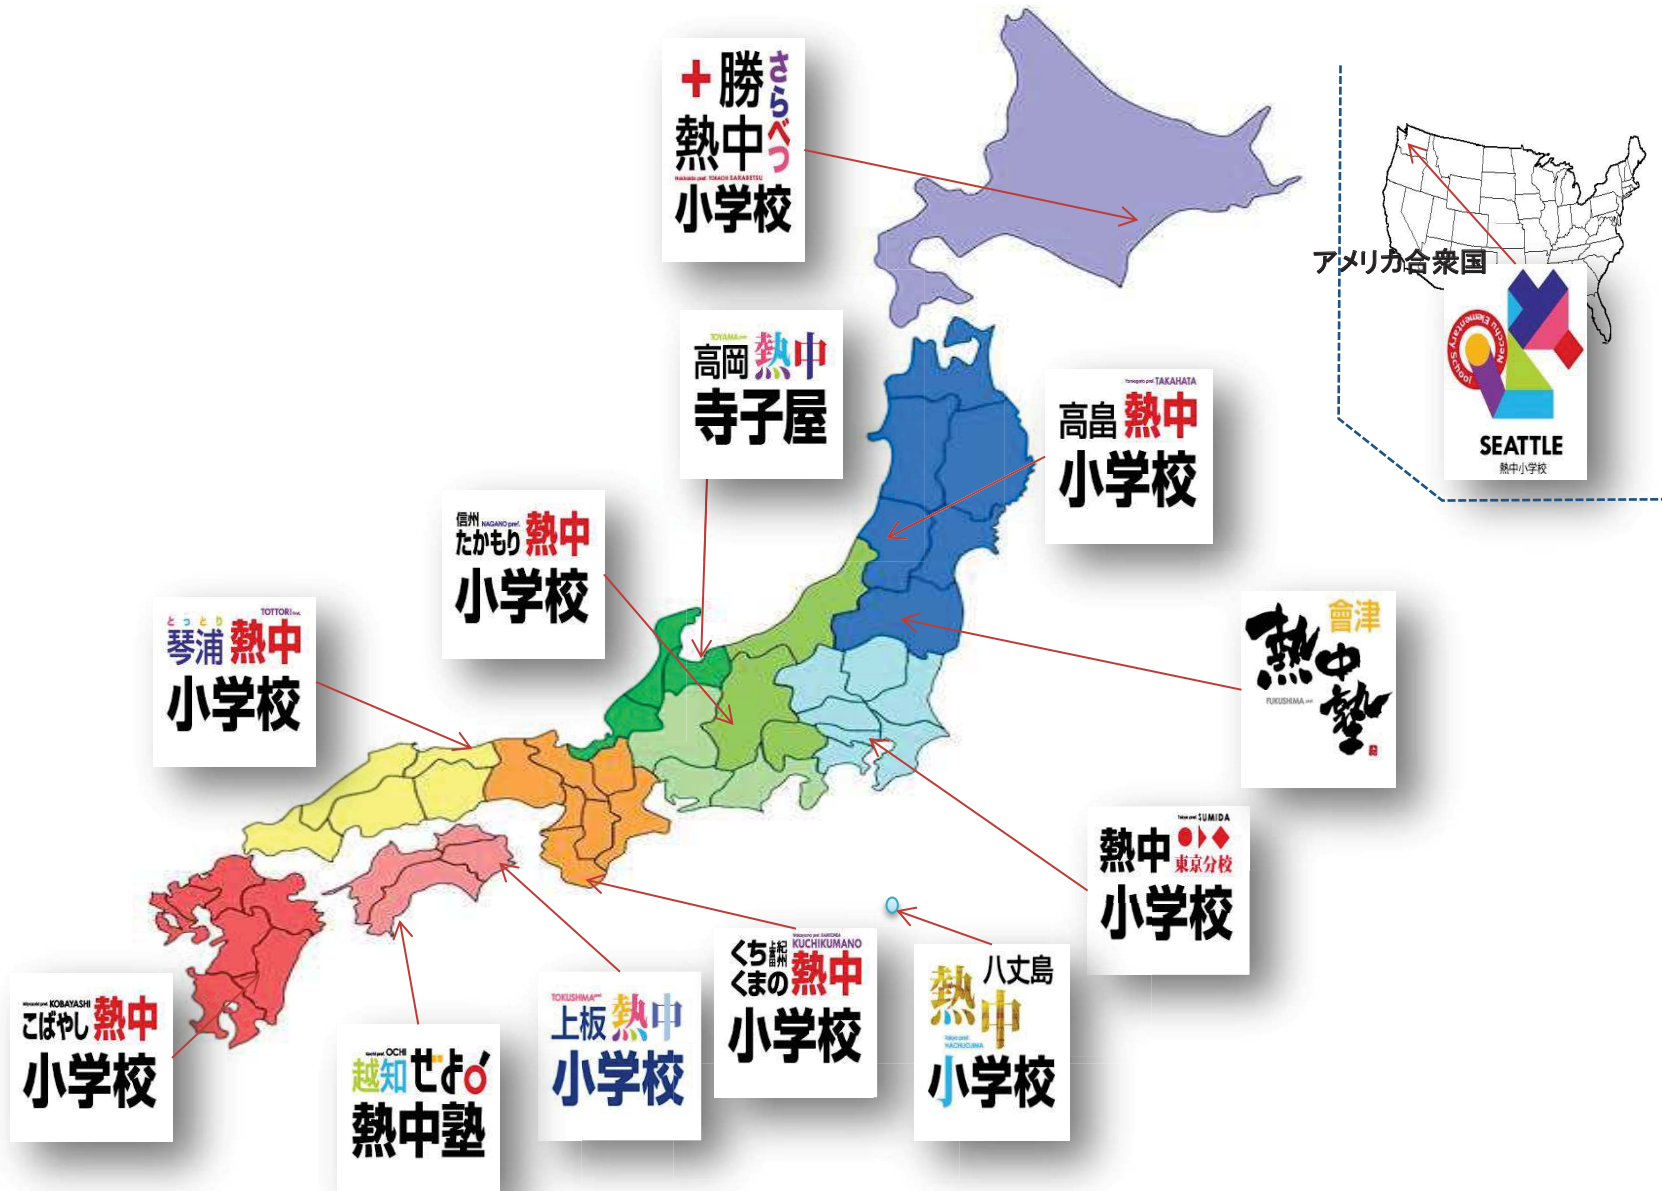 十勝
さらべつ
熱中
Hokkaido pref. TOKACHI SARABETSU
小学校
アメリカ合衆国
Necchu Elementary School
SEATTLE
熱中小学校
TOYAMA pref.
高岡 熱中
寺子屋
Yamagata pref. TAKAHATA
高畠 熱中
小学校
信州 NAGANO pref.
たかもり 熱中
小学校
TOTTORI pref.
とっとり
琴浦 熱中
小学校
會津
熱中塾
FUKUSHIMA pref.
Tokyo pref. SUMIDA
熱中 東京分校
小学校
KUCHIKUMANO
紀州
くちくまの 熱中
小学校
八丈島
熱中
Tokyo pref.
HACHIJOJIMA
小学校
TOKUSHIMA pref.
上板 熱中
小学校
Kochi pref. OCHI
越知 ぜよ!
熱中塾
Miyazaki pref. KOBAYASHI
こばやし 熱中
小学校